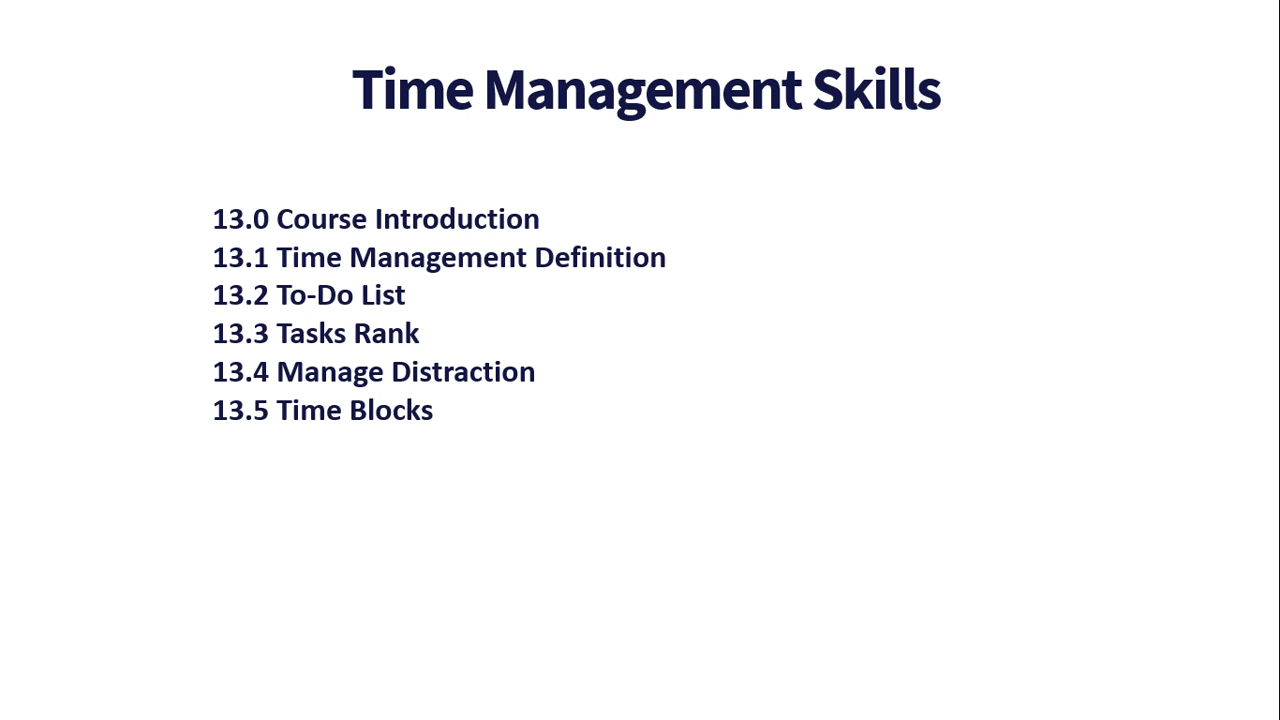 Time Management Skills
13.0 Course Introduction
13.1 Time Management Definition
13.2 To-Do List
13.3 Tasks Rank
13.4 Manage Distraction
13.5 Time Blocks